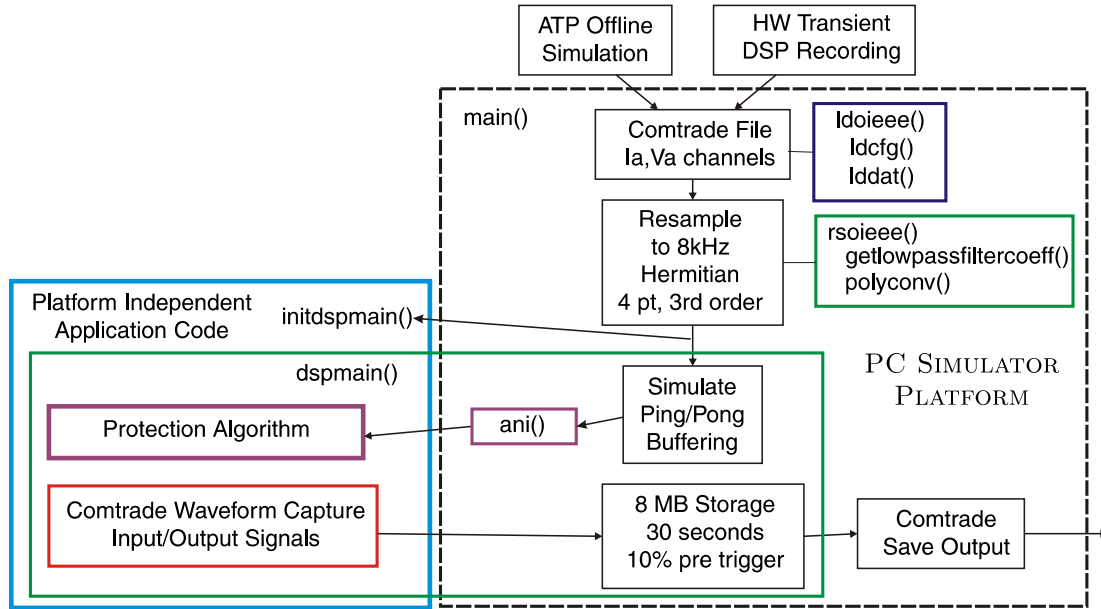 ATP Offline
Simulation
HW Transient
DSP Recording
main()
Comtrade File
Ia,Va channels
ldoieee()
ldcfg()
lddat()
Resample
to 8kHz
Hermitian
4 pt, 3rd order
rsoieee()
getlowpassfiltercoeff()
polyconv()
Platform Independent
Application Code
initdspmain()
dspmain()
Simulate
Ping/Pong
Buffering
PC SIMULATOR
PLATFORM
Protection Algorithm
ani()
Comtrade Waveform Capture
Input/Output Signals
8 MB Storage
30 seconds
10% pre trigger
Comtrade
Save Output